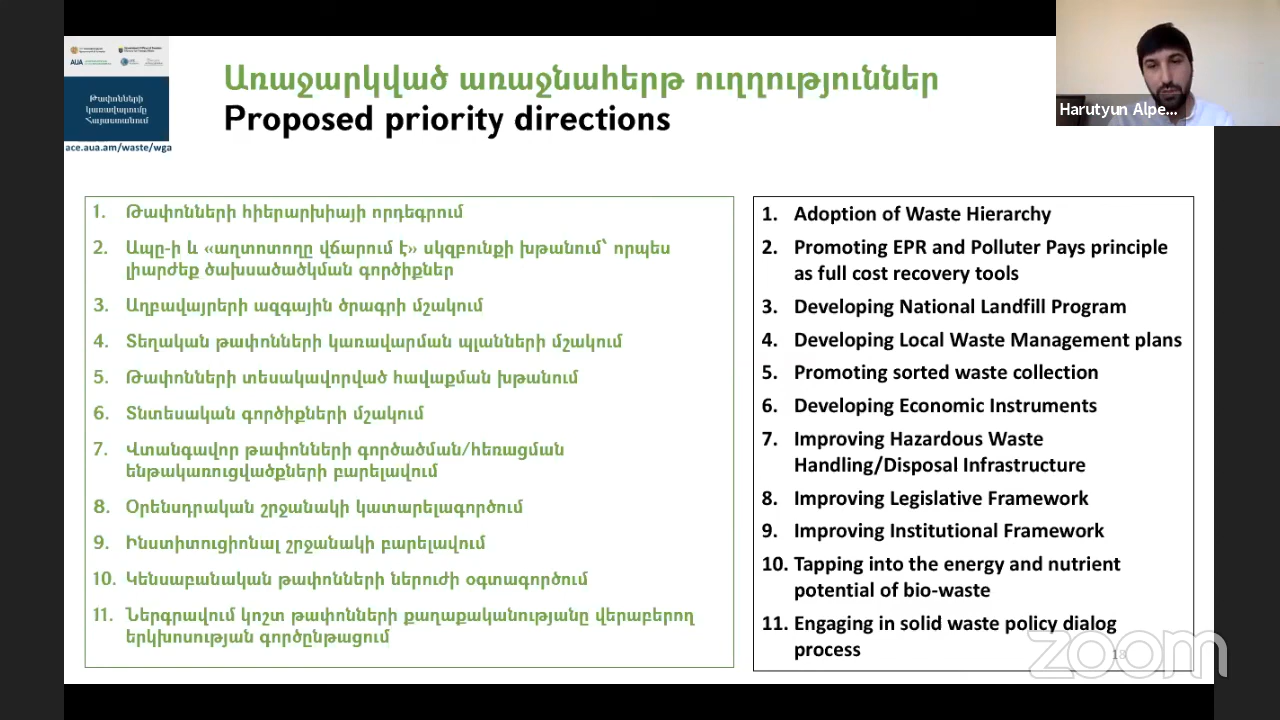 AUA
Թափոնների
կառավարումը
Հայաստանում
ace.aua.am/waste/wga
Առաջարկված առաջնահերթ ուղղություններ
Proposed priority directions
Harutyun Alpe...
1. Թափոնների հիերարխիայի որդեգրում
2. ԱՊԸ-ի և «աղտոտողը վճարում է» սկզբունքի խթանում՝ որպես
լիարժեք ծախսածածկման գործիքներ
3. Աղբավայրերի ազգային ծրագրի մշակում
4. Տեղական թափոնների կառավարման պլանների մշակում
5. Թափոնների տեսակավորված հավաքման խթանում
6. Տնտեսական գործիքների մշակում
7. Վտանգավոր թափոնների գործածման/հեռացման
ենթակառուցվածքների բարելավում
8. Օրենսդրական շրջանակի կատարելագործում
9. Ինստիտուցիոնալ շրջանակի բարելավում
10. Կենսաբանական թափոնների ներուժի օգտագործում
11. Ներգրավում կոշտ թափոնների քաղաքականությանը վերաբերող
երկխոսության գործընթացում
1. Adoption of Waste Hierarchy
2. Promoting EPR and Polluter Pays principle
as full cost recovery tools
3. Developing National Landfill Program
4. Developing Local Waste Management plans
5. Promoting sorted waste collection
6. Developing Economic Instruments
7. Improving Hazardous Waste
Handling/Disposal Infrastructure
8. Improving Legislative Framework
9. Improving Institutional Framework
10. Tapping into the energy and nutrient
potential of bio-waste
11. Engaging in solid waste policy dialog
process
18
zoom